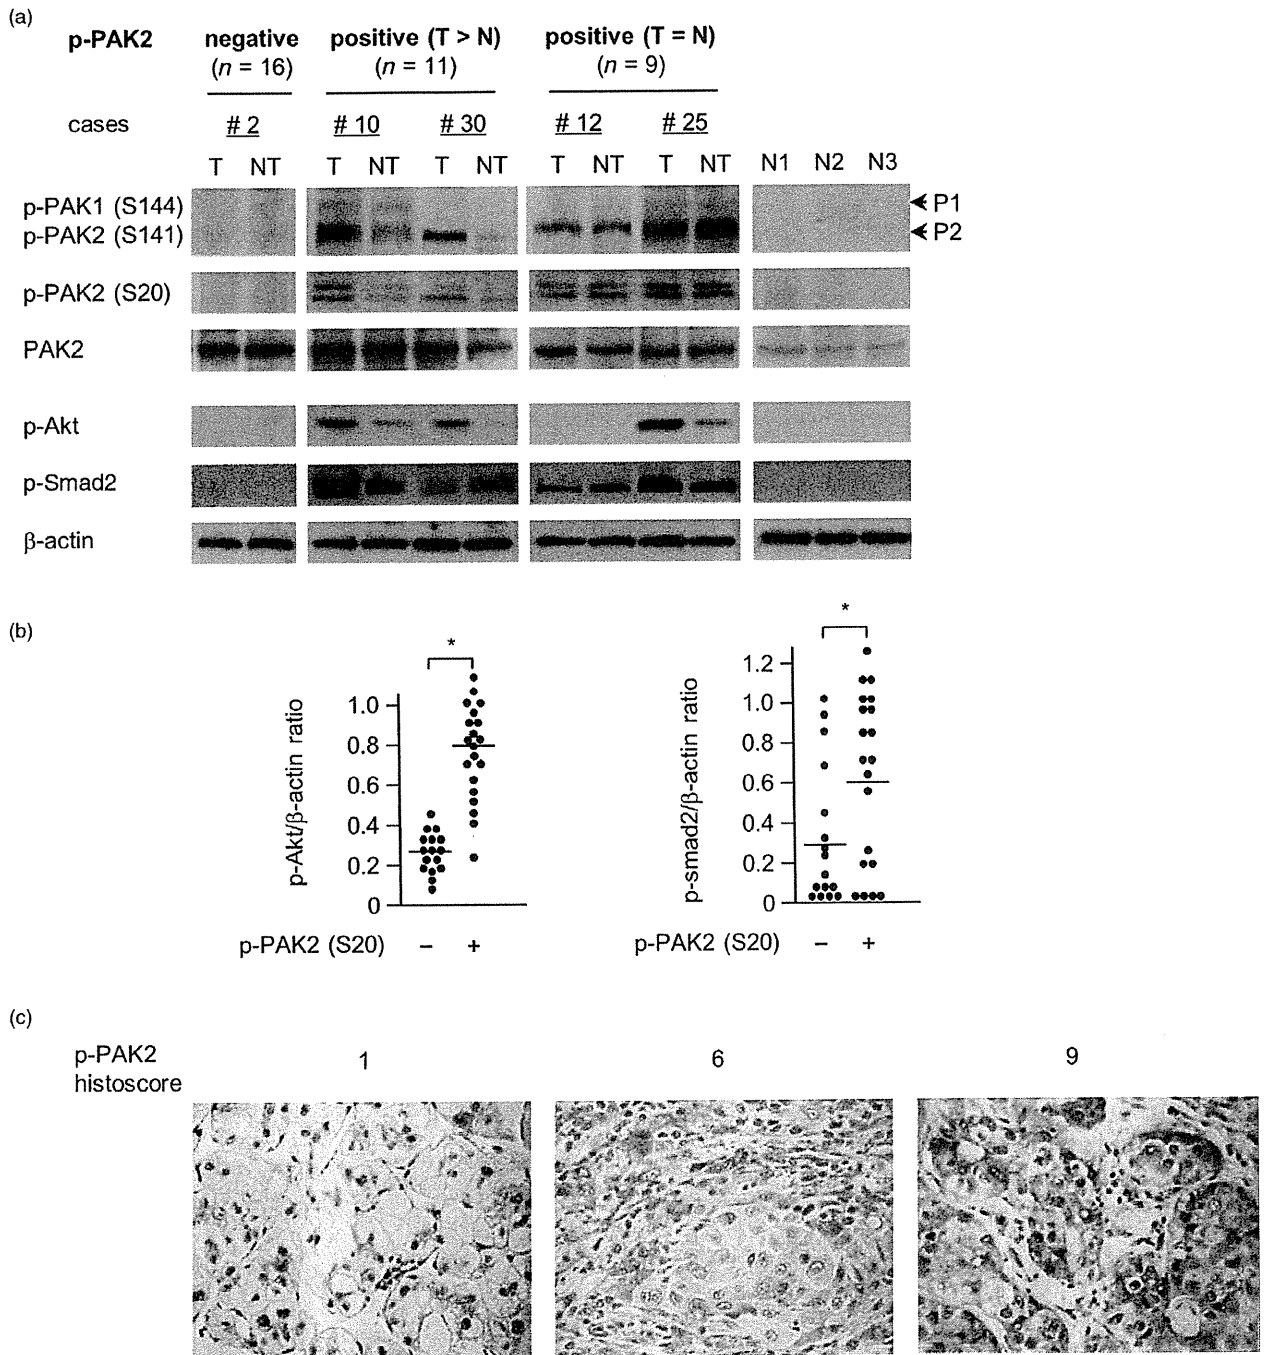 (a)
p-PAK2 negative positive (T > N) positive (T = N)
(n = 16) (n = 11) (n = 9)
cases # 2 # 10 # 30 # 12 # 25
T NT T NT T NT T NT T NT N1 N2 N3
p-PAK1 (S144) P1
p-PAK2 (S141) P2
p-PAK2 (S20)
PAK2
p-Akt
p-Smad2
β-actin
(b)
* *
p-Akt/β-actin ratio
1.0
0.8
0.6
0.4
0.2
0
p-PAK2 (S20) – +
p-smad2/β-actin ratio
1.2
1.0
0.8
0.6
0.4
0.2
0
p-PAK2 (S20) – +
(c)
p-PAK2 1 6 9
histoscore